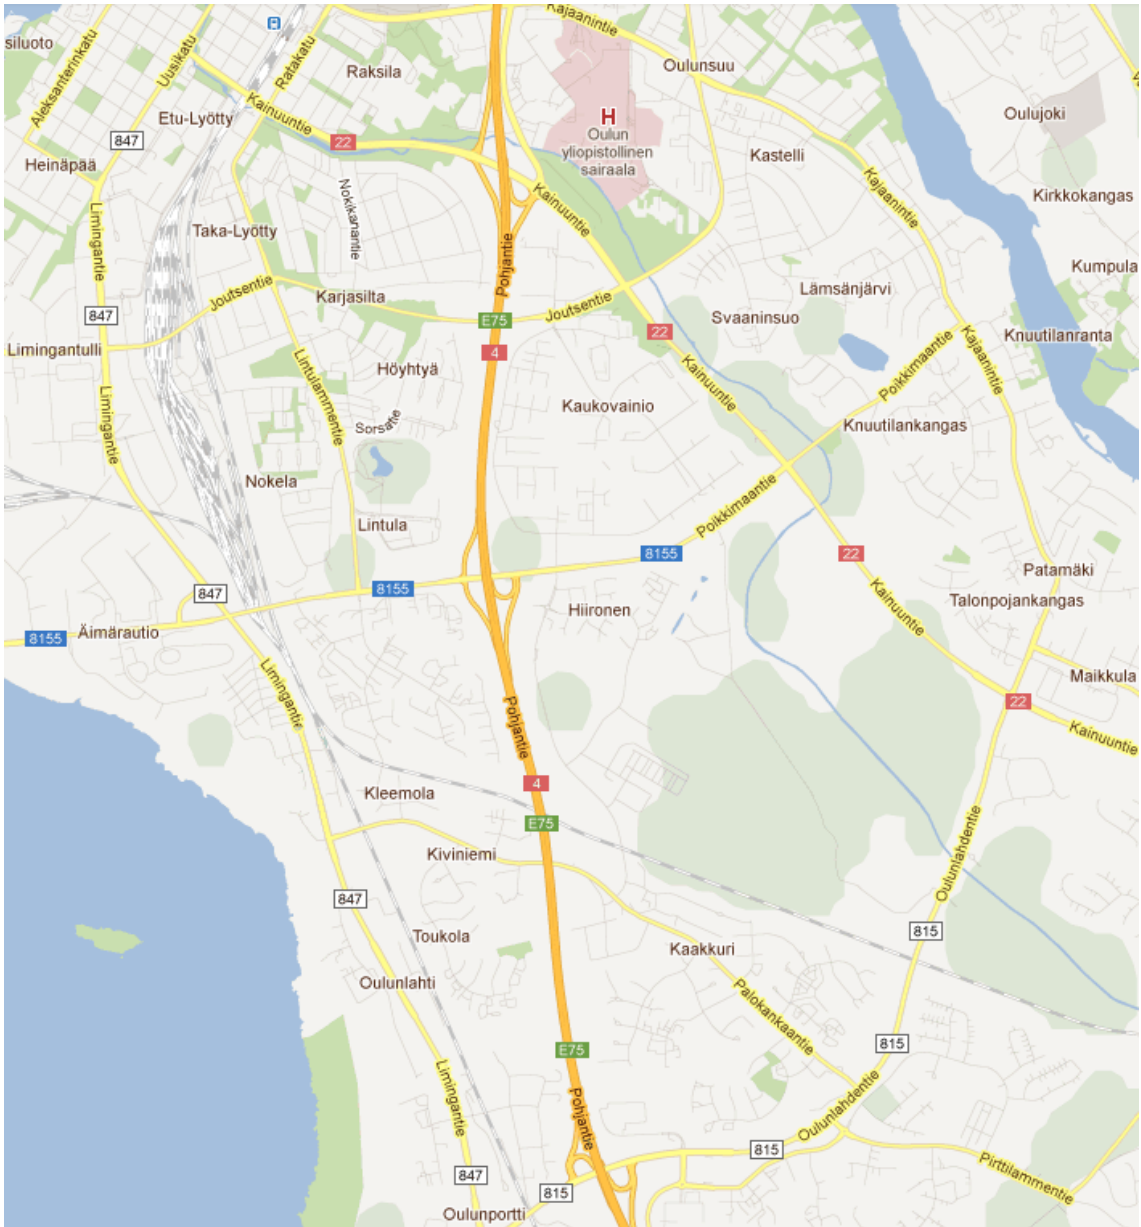 Kajaanintie
siluoto
Aleksanterinkatu
Uusikatu
Ratakatu
Raksila
Oulunsuu
Kainuuntie
Etu-Lyötty
H
Oulun
yliopistollinen
sairaala
Oulujoki
847
22
Kastelli
Heinäpää
Kajaanintie
Kirkkokangas
Nokikanantie
Kainuuntie
Limingantie
Taka-Lyötty
Pohjantie
Kumpula
Joutsentie
Karjasilta
Joutsentie
Lämsänjärvi
847
E75
Svaaninsuo
22
Knuutilanranta
Limingantulli
4
Kajaanintie
Poikkimaantie
Höyhtyä
Lintulammentie
Kainuuntie
Limingantie
Kaukovainio
Sorsatie
Knuutilankangas
Nokela
Poikkimaantie
Lintula
8155
22
Patamäki
8155
847
Kainuuntie
Talonpojankangas
Hiironen
8155
Äimärautio
Limingantie
Maikkula
22
Pohjantie
Kainuuntie
4
Kleemola
E75
Kiviniemi
Oulunlahdentie
847
815
Toukola
Kaakkuri
Oulunlahti
Palokankaantie
815
E75
Limingantie
Pohjantie
Oulunlahdentie
815
Pirttilammentie
847
815
Oulunportti